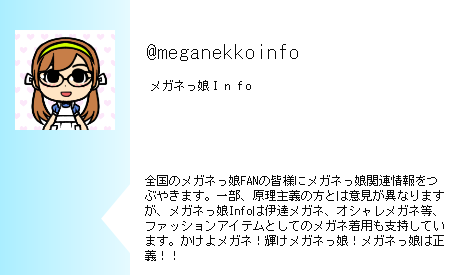 @meganekkoinfo
メガネっ娘Ｉｎｆｏ
全国のメガネっ娘FANの皆様にメガネっ娘関連情報をつ
ぶやきます。一部、原理主義の方とは意見が異なります
が、メガネっ娘Infoは伊達メガネ、オシャレメガネ等、
ファッションアイテムとしてのメガネ着用も支持してい
ます。かけよメガネ！輝けメガネっ娘！メガネっ娘は正
義！！